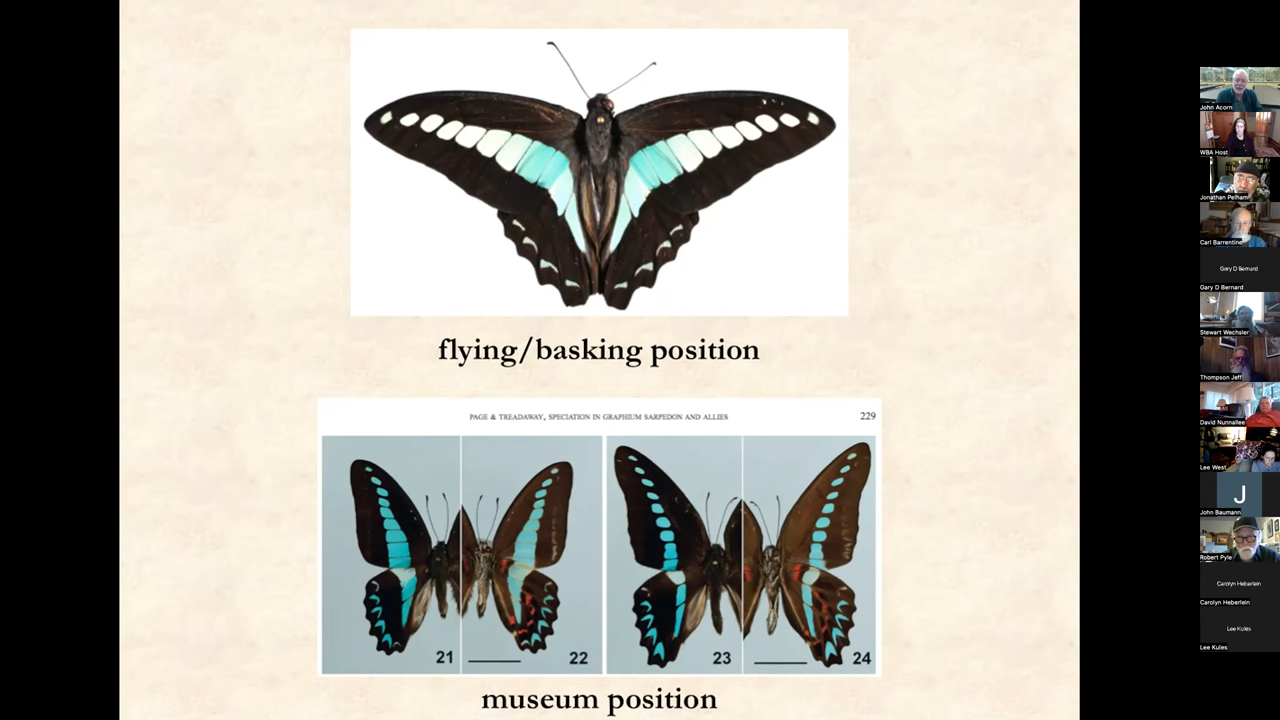 flying/basking position
PAGE & TREADAWAY, SPECIATION IN GRAPHIUM SARPEDON AND ALLIES
229
21
22
23
24
museum position
John Acorn
WBA Host
Jonathan Pelham
Carl Barrentine
Gary D Bernard
Gary D Bernard
Stewart Wechsler
Thompson Jeff
David Nunnallee
Lee West
J
John Baumann
Robert Pyle
Carolyn Heberlein
Carolyn Heberlein
Lee Kules
Lee Kules